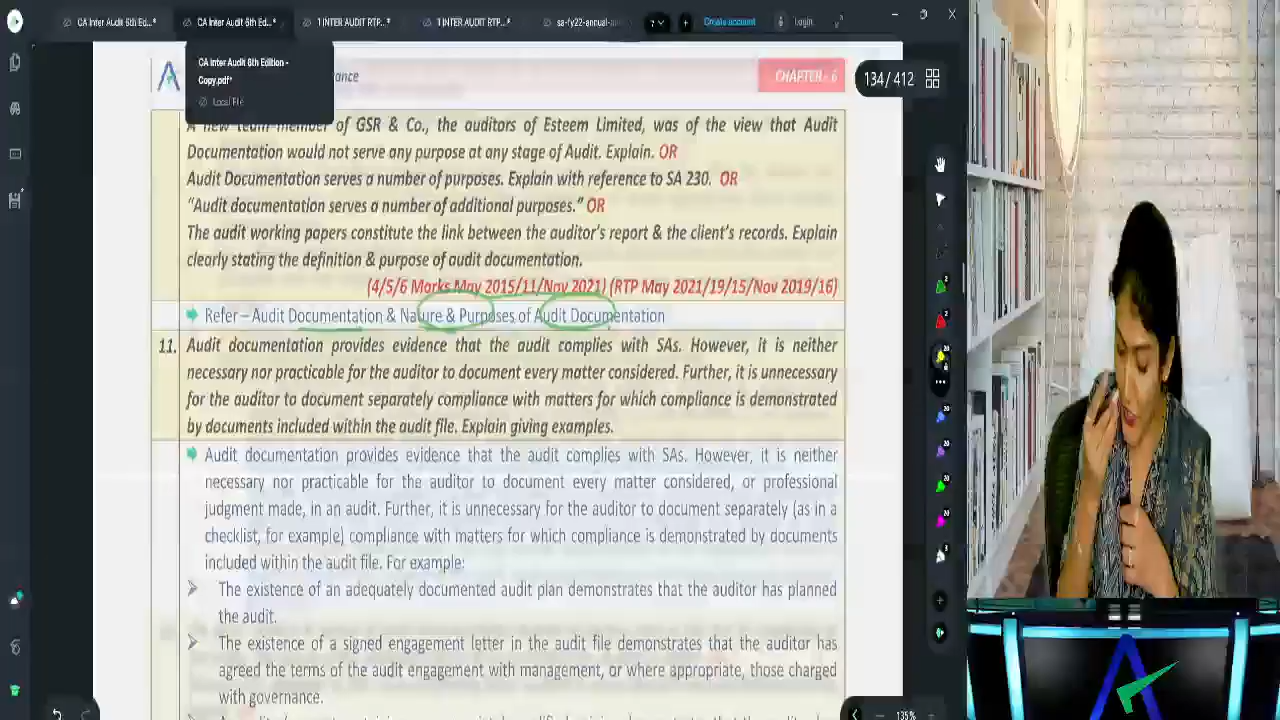 CA Inter Audit 6th Ed...*
CA Inter Audit 6th Ed...*
1 INTER AUDIT RTP...*
1 INTER AUDIT RTP...*
sa-fy22-annual-
7
Create account
Login
CA Inter Audit 6th Edition -
Copy.pdf*
Local File
CHAPTER - 6
134 / 412
A new team member of GSR & Co., the auditors of Esteem Limited, was of the view that Audit
Documentation would not serve any purpose at any stage of Audit. Explain. OR
Audit Documentation serves a number of purposes. Explain with reference to SA 230. OR
“Audit documentation serves a number of additional purposes.” OR
The audit working papers constitute the link between the auditor’s report & the client’s records. Explain
clearly stating the definition & purpose of audit documentation.
(4/5/6 Marks May 2015/11/Nov 2021) (RTP May 2021/19/15/Nov 2019/16)
Refer – Audit Documentation & Nature & Purposes of Audit Documentation
11. Audit documentation provides evidence that the audit complies with SAs. However, it is neither
necessary nor practicable for the auditor to document every matter considered. Further, it is unnecessary
for the auditor to document separately compliance with matters for which compliance is demonstrated
by documents included within the audit file. Explain giving examples.
Audit documentation provides evidence that the audit complies with SAs. However, it is neither
necessary nor practicable for the auditor to document every matter considered, or professional
judgment made, in an audit. Further, it is unnecessary for the auditor to document separately (as in a
checklist, for example) compliance with matters for which compliance is demonstrated by documents
included within the audit file. For example:
The existence of an adequately documented audit plan demonstrates that the auditor has planned
the audit.
The existence of a signed engagement letter in the audit file demonstrates that the auditor has
agreed the terms of the audit engagement with management, or where appropriate, those charged
with governance.
135%